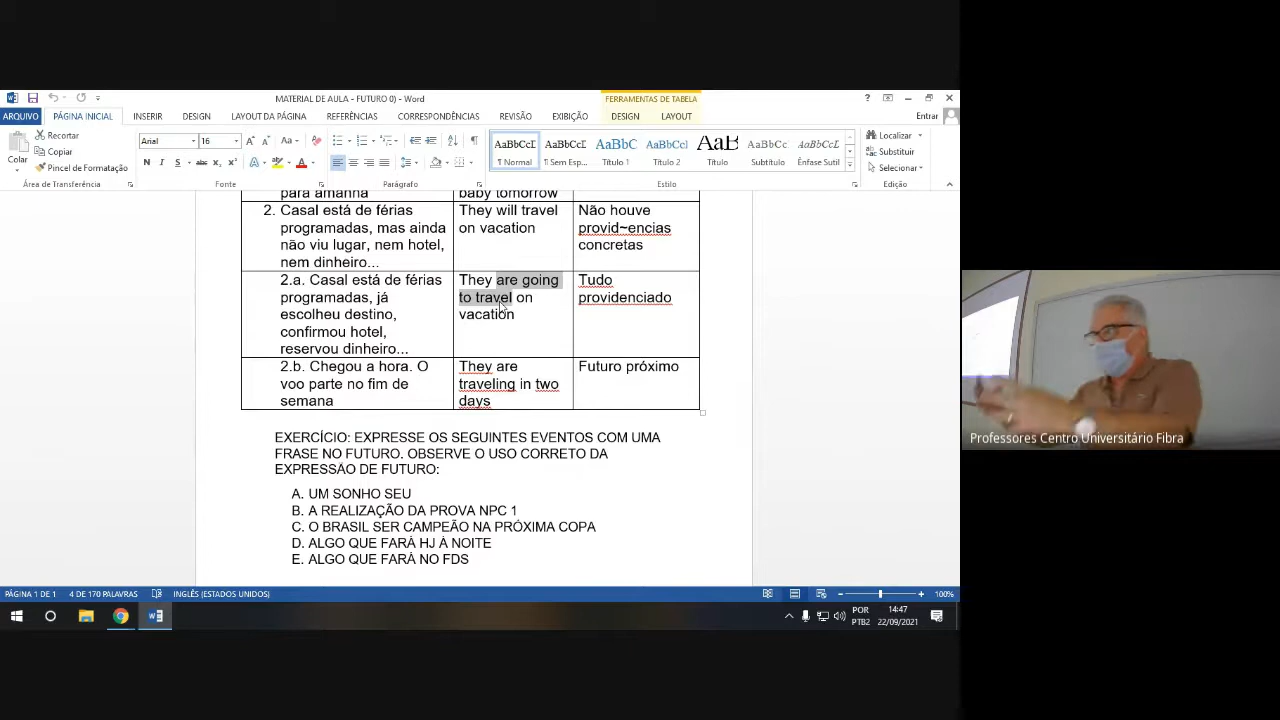 MATERIAL DE AULA - FUTURO 0) - Word
FERRAMENTAS DE TABELA
ARQUIVO
PÁGINA INICIAL
INSERIR
DESIGN
LAYOUT DA PÁGINA
REFERÊNCIAS
CORRESPONDÊNCIAS
REVISÃO
EXIBIÇÃO
DESIGN
LAYOUT
Entrar
Colar
Recortar
Copiar
Pincel de Formatação
Área de Transferência
Arial
16
Fonte
Parágrafo
AaBbCcL
¶ Normal
AaBbCcL
¶ Sem Esp...
AaBbC
Título 1
AaBbCcI
Título 2
AaB
Título
AaBbCcC
Subtítulo
AaBbCcL
Ênfase Sutil
Estilo
Localizar
Substituir
Selecionar
Edição
para amanhã
baby tomorrow
2. Casal está de férias
programadas, mas ainda
não viu lugar, nem hotel,
nem dinheiro...
They will travel
on vacation
Não houve
provid~encias
concretas
2.a. Casal está de férias
programadas, já
escolheu destino,
confirmou hotel,
reservou dinheiro...
They are going
to travel on
vacation
Tudo
providenciado
2.b. Chegou a hora. O
voo parte no fim de
semana
They are
traveling in two
days
Futuro próximo
EXERCÍCIO: EXPRESSE OS SEGUINTES EVENTOS COM UMA
FRASE NO FUTURO. OBSERVE O USO CORRETO DA
EXPRESSÃO DE FUTURO:
A. UM SONHO SEU
B. A REALIZAÇÃO DA PROVA NPC 1
C. O BRASIL SER CAMPEÃO NA PRÓXIMA COPA
D. ALGO QUE FARÁ HJ À NOITE
E. ALGO QUE FARÁ NO FDS
PÁGINA 1 DE 1
4 DE 170 PALAVRAS
INGLÊS (ESTADOS UNIDOS)
100%
POR
PTB2
14:47
22/09/2021
Professores Centro Universitário Fibra